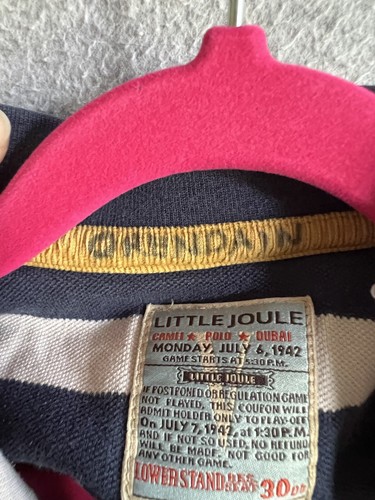 OHENDAIN
LITTLE JOULE
CAMEL ★ POLO ★ DUBAI
MONDAY, JULY 6, 1942
GAME STARTS AT 5:30 P.M.
LITTLE JOULE
IF POSTPONED OR REGULATION GAME
NOT PLAYED, THIS COUPON WILL
ADMIT HOLDER ONLY TO PLAY-OFF
ON JULY 7, 1942, at 1:30 P.M.
AND IF NOT SO USED, NO REFUND
WILL BE MADE. NOT GOOD FOR
ANY OTHER GAME.
LOWER STAND
30